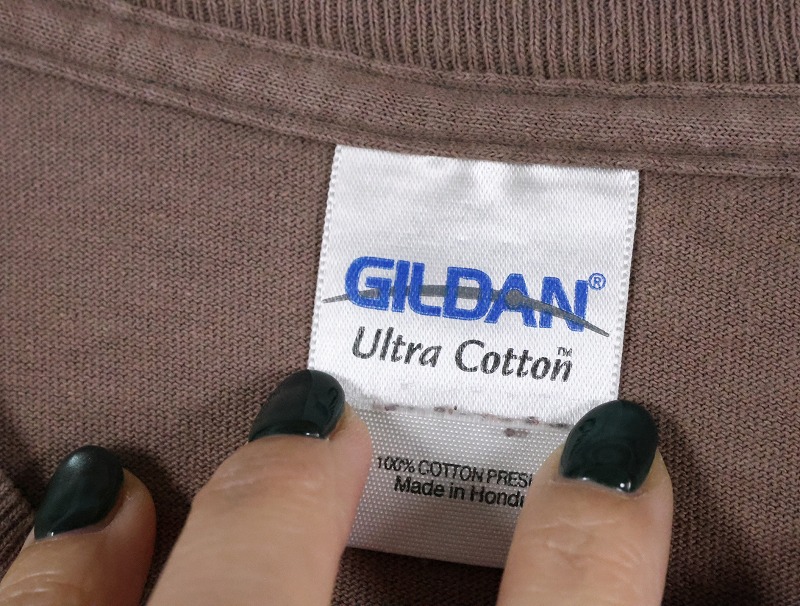 GILDAN®
Ultra Cotton™
100% COTTON
Made in